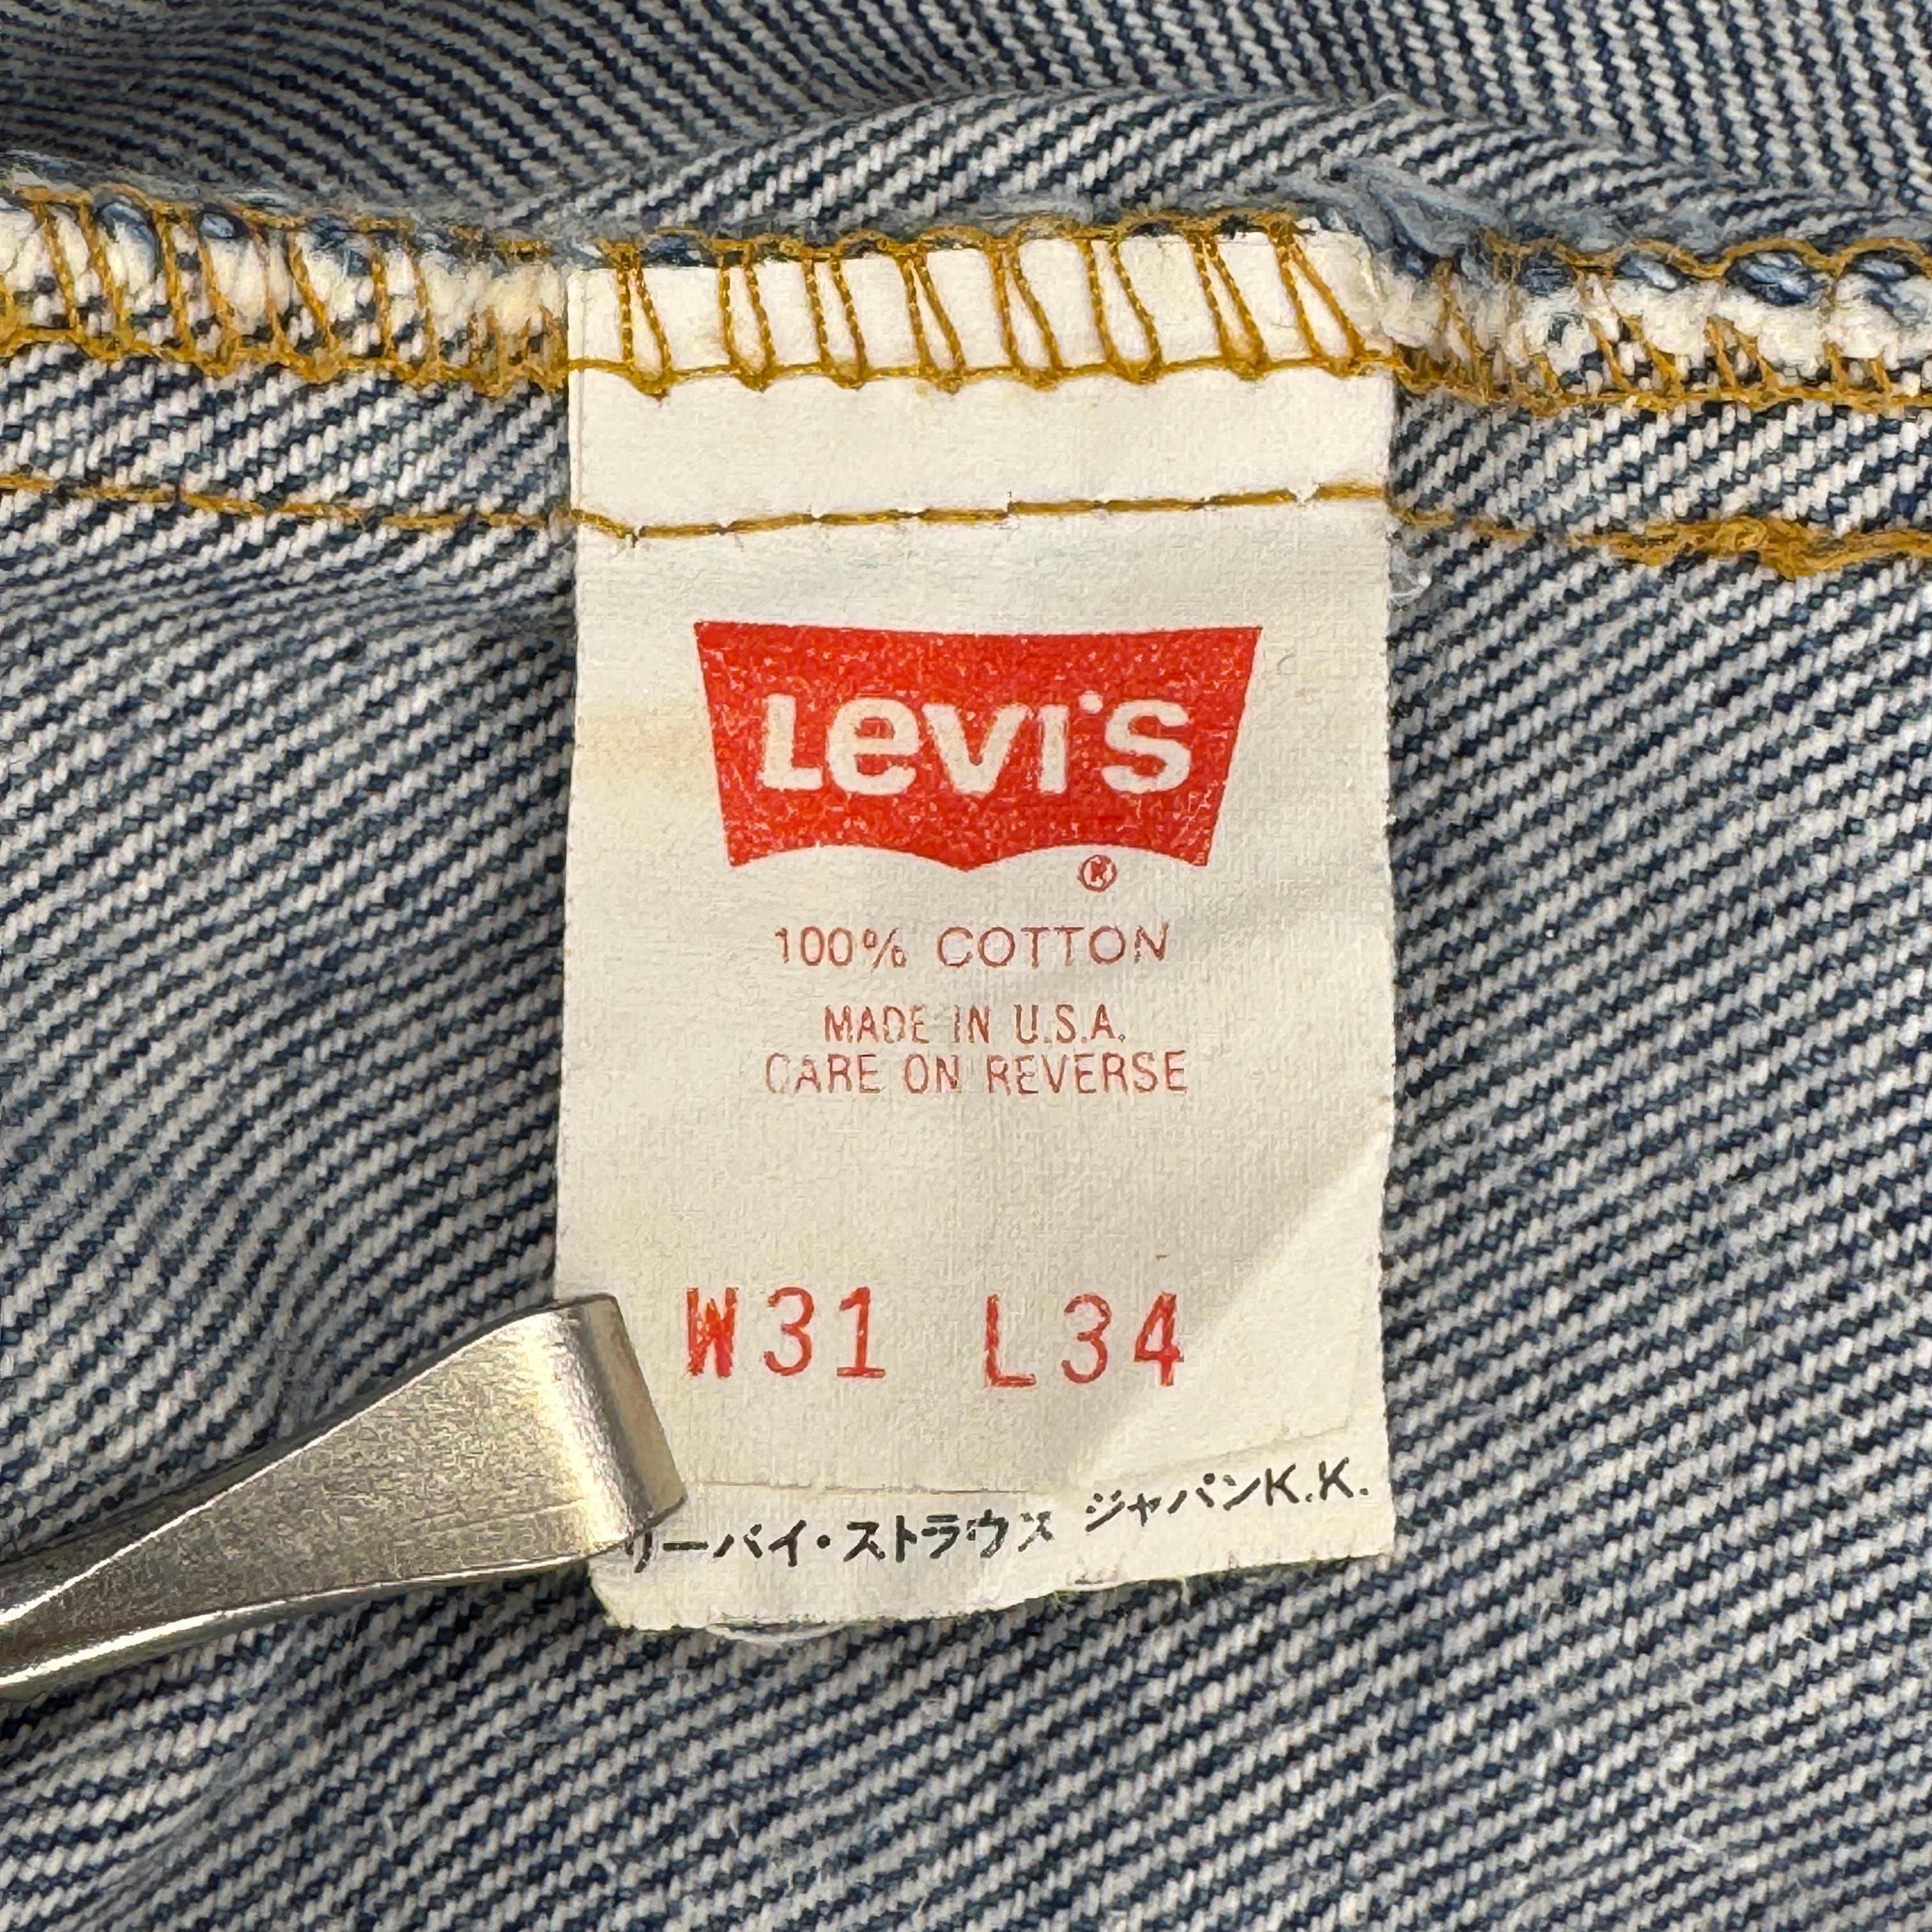 Levi's
®
100% COTTON
MADE IN U.S.A.
CARE ON REVERSE
W31 L34
リーバイ・ストラウス ジャパンK.K.